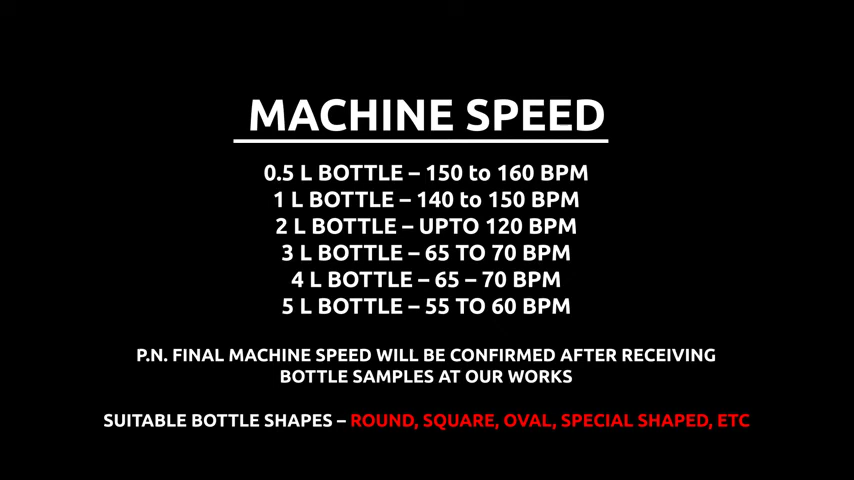 MACHINE SPEED
0.5 L BOTTLE – 150 to 160 BPM
1 L BOTTLE – 140 to 150 BPM
2 L BOTTLE – UPTO 120 BPM
3 L BOTTLE – 65 TO 70 BPM
4 L BOTTLE – 65 – 70 BPM
5 L BOTTLE – 55 TO 60 BPM
P.N. FINAL MACHINE SPEED WILL BE CONFIRMED AFTER RECEIVING
BOTTLE SAMPLES AT OUR WORKS
SUITABLE BOTTLE SHAPES – ROUND, SQUARE, OVAL, SPECIAL SHAPED, ETC